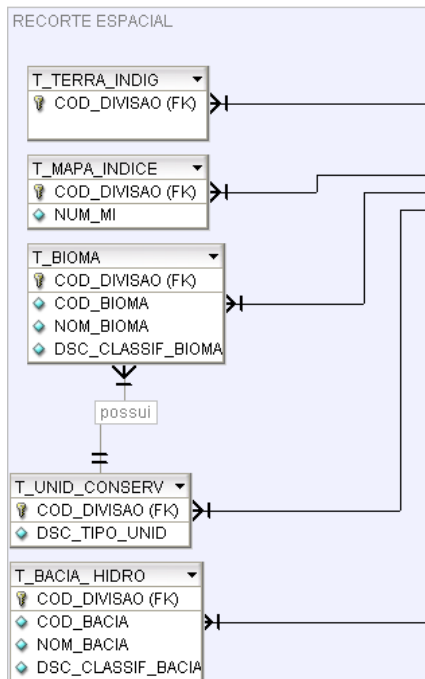 RECORTE ESPACIAL
T_TERRA_INDIG
COD_DIVISAO (FK)
T_MAPA_INDICE
COD_DIVISAO (FK)
NUM_MI
T_BIOMA
COD_DIVISAO (FK)
COD_BIOMA
NOM_BIOMA
DSC_CLASSIF_BIOMA
possui
T_UNID_CONSERV
COD_DIVISAO (FK)
DSC_TIPO_UNID
T_BACIA_HIDRO
COD_DIVISAO (FK)
COD_BACIA
NOM_BACIA
DSC_CLASSIF_BACIA